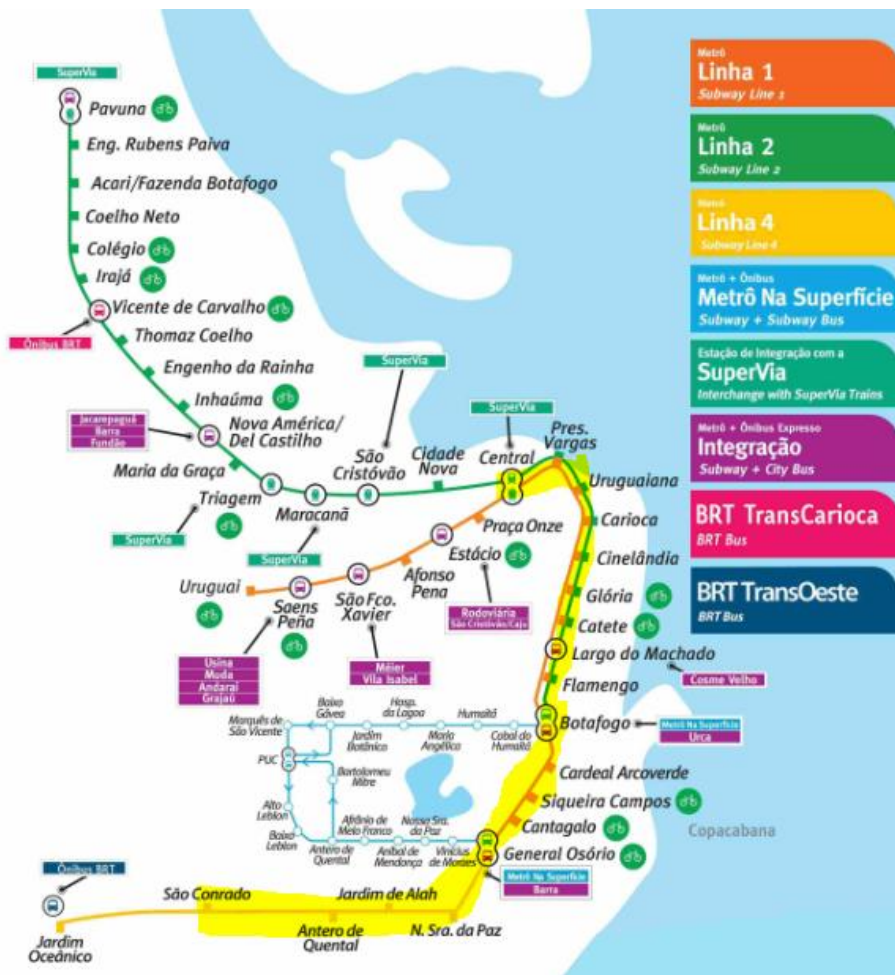 SuperVia
Pavuna
Eng. Rubens Paiva
Acari/Fazenda Botafogo
Coelho Neto
Colégio
Irajá
Vicente de Carvalho
Ônibus BRT
Thomaz Coelho
Engenho da Rainha
Inhaúma
Jacarepaguê
Barra
Fundão
Nova América/
Del Castilho
Maria da Graça
Triagem
SuperVia
Maracanã
SuperVia
São
Cristóvão
SuperVia
Cidade
Nova
Central
SuperVia
Pres.
Vargas
Uruguaiana
Carioca
Cinelândia
Glória
Catete
Largo do Machado
Cosme Velho
Flamengo
Botafogo
Metrô Na Superfície
Urca
Praça Onze
Estácio
Rodoviária
São Cristóvão/Caju
Afonso
Pena
São Fco.
Xavier
Méier
Vila Isabel
Saens
Peña
Usina
Muda
Andaraí
Grajaú
Uruguai
Marquês de
São Vicente
Baixo
Gávea
Jardim
Botânico
Hosp.
da Lagoa
Maria
Angélica
Humaitá
Cobal do
Humaitá
PUC
Bartolomeu
Mitre
Alto
Leblon
Baixo
Leblon
Antero de
Quental
Afrânio de
Melo Franco
Aníbal de
Mendonça
Nossa Sra.
da Paz
Vinícius
de Moraes
Cardeal Arcoverde
Siqueira Campos
Cantagalo
General Osório
Metrô Na Superfície
Barra
Copacabana
Ônibus BRT
Jardim
Oceânico
São Conrado
Antero de
Quental
Jardim de Alah
N. Sra. da Paz
Metrô
Linha 1
Subway Line 1
Metrô
Linha 2
Subway Line 2
Metrô
Linha 4
Subway Line 4
Metrô + Ônibus
Metrô Na Superfície
Subway + Subway Bus
Estação de Integração com a
SuperVia
Interchange with SuperVia Trains
Metrô + Ônibus Expresso
Integração
Subway + City Bus
BRT TransCarioca
BRT Bus
BRT TransOeste
BRT Bus